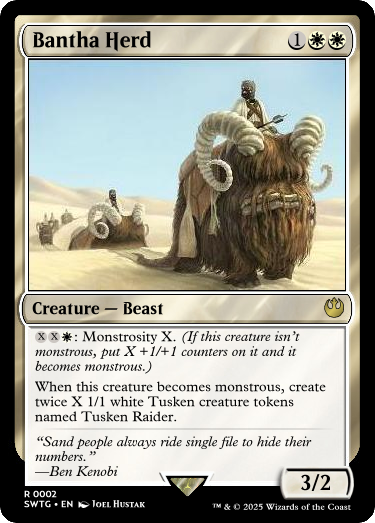 Bantha Herd 1
Creature — Beast
XX: Monstrosity X. (If this creature isn't
monstrous, put X +1/+1 counters on it and it
becomes monstrous.)
When this creature becomes monstrous, create
twice X 1/1 white Tusken creature tokens
named Tusken Raider.
"Sand people always ride single file to hide their
numbers."
—Ben Kenobi
3/2
R 0002
SWTG • EN Joel Hustak
™ & © 2025 Wizards of the Coast